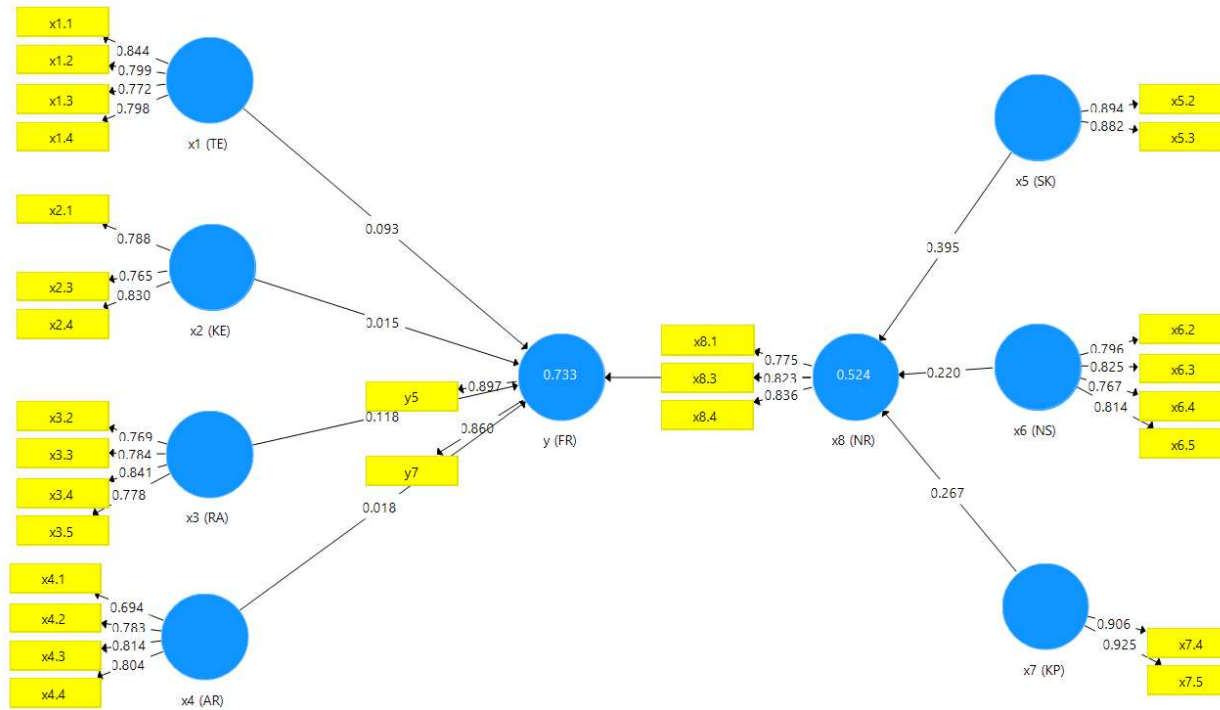 x1.1
x1.2
x1.3
x1.4
0.844
0.799
0.772
0.798
x1 (TE)
x2.1
x2.3
x2.4
0.788
0.765
0.830
x2 (KE)
x3.2
x3.3
x3.4
x3.5
0.769
0.784
0.841
0.778
x3 (RA)
x4.1
x4.2
x4.3
x4.4
0.694
0.783
0.814
0.804
x4 (AR)
0.093
0.015
0.118
0.018
y5
y7
0.897
0.860
0.733
y (FR)
x8.1
x8.3
x8.4
0.775
0.823
0.836
0.524
x8 (NR)
0.395
0.220
0.267
x5 (SK)
0.894
0.882
x5.2
x5.3
x6 (NS)
0.796
0.825
0.767
0.814
x6.2
x6.3
x6.4
x6.5
x7 (KP)
0.906
0.925
x7.4
x7.5